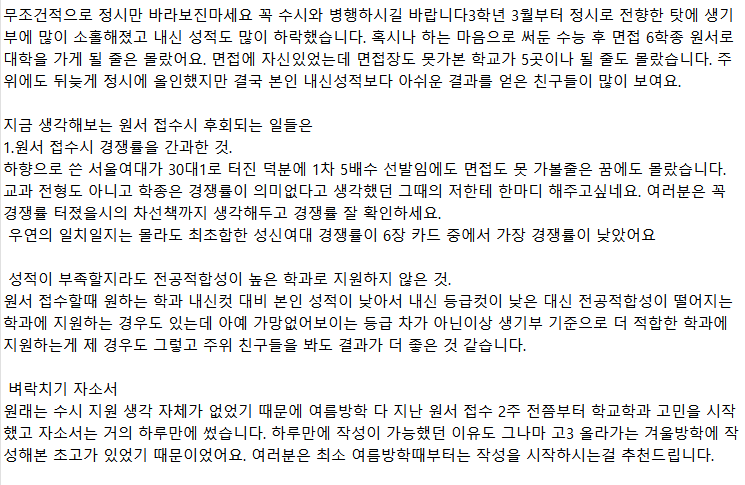 무조건적으로 정시만 바라보진마세요 꼭 수시와 병행하시길 바랍니다3학년 3월부터 정시로 전향한 탓에 생기
부에 많이 소홀해졌고 내신 성적도 많이 하락했습니다. 혹시나 하는 마음으로 써둔 수능 후 면접 6학종 원서로
대학을 가게 될 줄은 몰랐어요. 면접에 자신있었는데 면접장도 못가본 학교가 5곳이나 될 줄도 몰랐습니다. 주
위에도 뒤늦게 정시에 올인했지만 결국 본인 내신성적보다 아쉬운 결과를 얻은 친구들이 많이 보여요.
지금 생각해보는 원서 접수시 후회되는 일들은
1.원서 접수시 경쟁률을 간과한 것.
하향으로 쓴 서울여대가 30대1로 터진 덕분에 1차 5배수 선발임에도 면접도 못 가볼줄은 꿈에도 몰랐습니다.
교과 전형도 아니고 학종은 경쟁률이 의미없다고 생각했던 그때의 저한테 한마디 해주고싶네요. 여러분은 꼭
경쟁률 터졌을시의 차선책까지 생각해두고 경쟁률 잘 확인하세요.
우연의 일치일지는 몰라도 최초합한 성신여대 경쟁률이 6장 카드 중에서 가장 경쟁률이 낮았어요
성적이 부족할지라도 전공적합성이 높은 학과로 지원하지 않은 것.
원서 접수할때 원하는 학과 내신컷 대비 본인 성적이 낮아서 내신 등급컷이 낮은 대신 전공적합성이 떨어지는
학과에 지원하는 경우도 있는데 아예 가망없어보이는 등급 차가 아닌이상 생기부 기준으로 더 적합한 학과에
지원하는게 제 경우도 그렇고 주위 친구들을 봐도 결과가 더 좋은 것 같습니다.
벼락치기 자소서
원래는 수시 지원 생각 자체가 없었기 때문에 여름방학 다 지난 원서 접수 2주 전쯤부터 학교학과 고민을 시작
했고 자소서는 거의 하루만에 썼습니다. 하루만에 작성이 가능했던 이유도 그나마 고3 올라가는 겨울방학에 작
성해본 초고가 있었기 때문이었어요. 여러분은 최소 여름방학때부터는 작성을 시작하시는걸 추천드립니다.